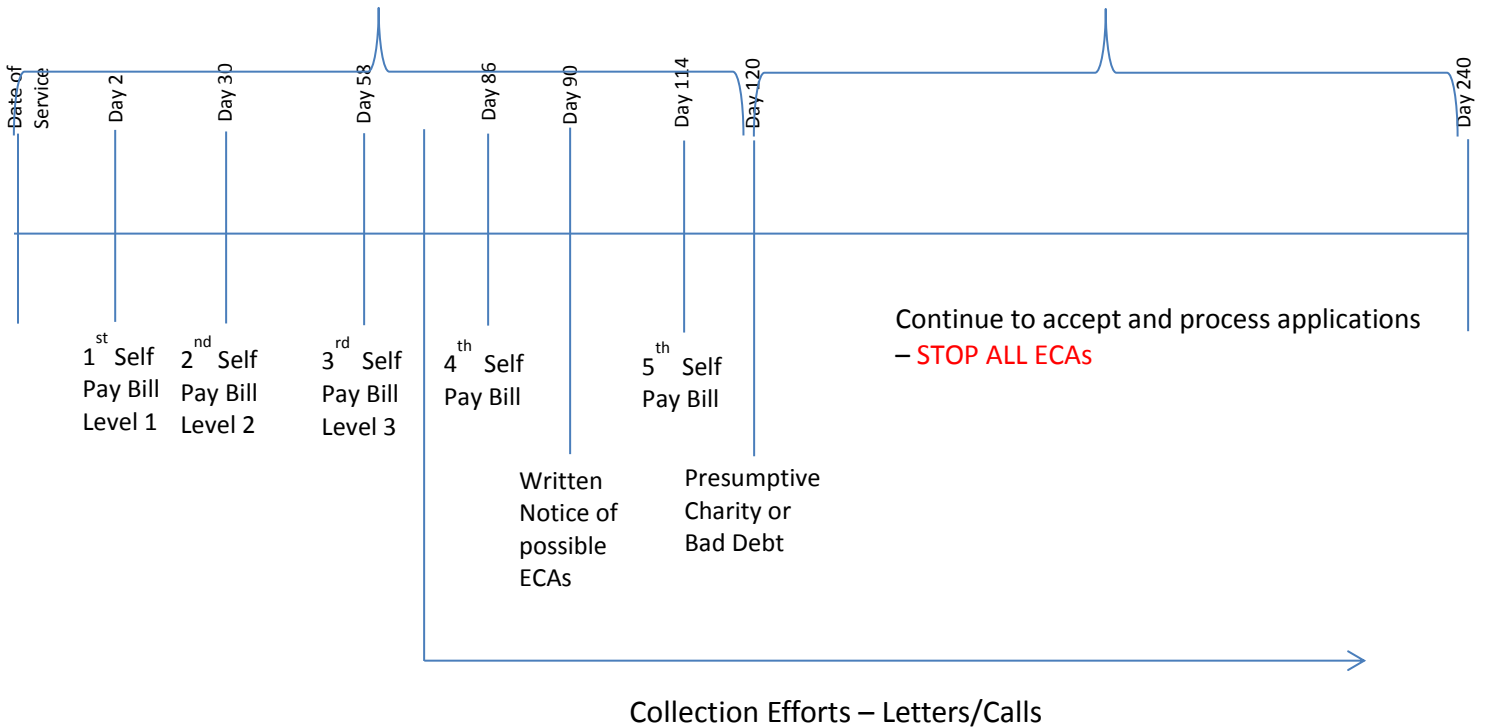 Date of
Service
Day 2
Day 30
Day 58
Day 86
Day 90
Day 114
Day 120
Day 240
1st Self
Pay Bill
Level 1
2nd Self
Pay Bill
Level 2
3rd Self
Pay Bill
Level 3
4th Self
Pay Bill
5th Self
Pay Bill
Continue to accept and process applications
– STOP ALL ECAs
Written
Notice of
possible
ECAs
Presumptive
Charity or
Bad Debt
Collection Efforts – Letters/Calls